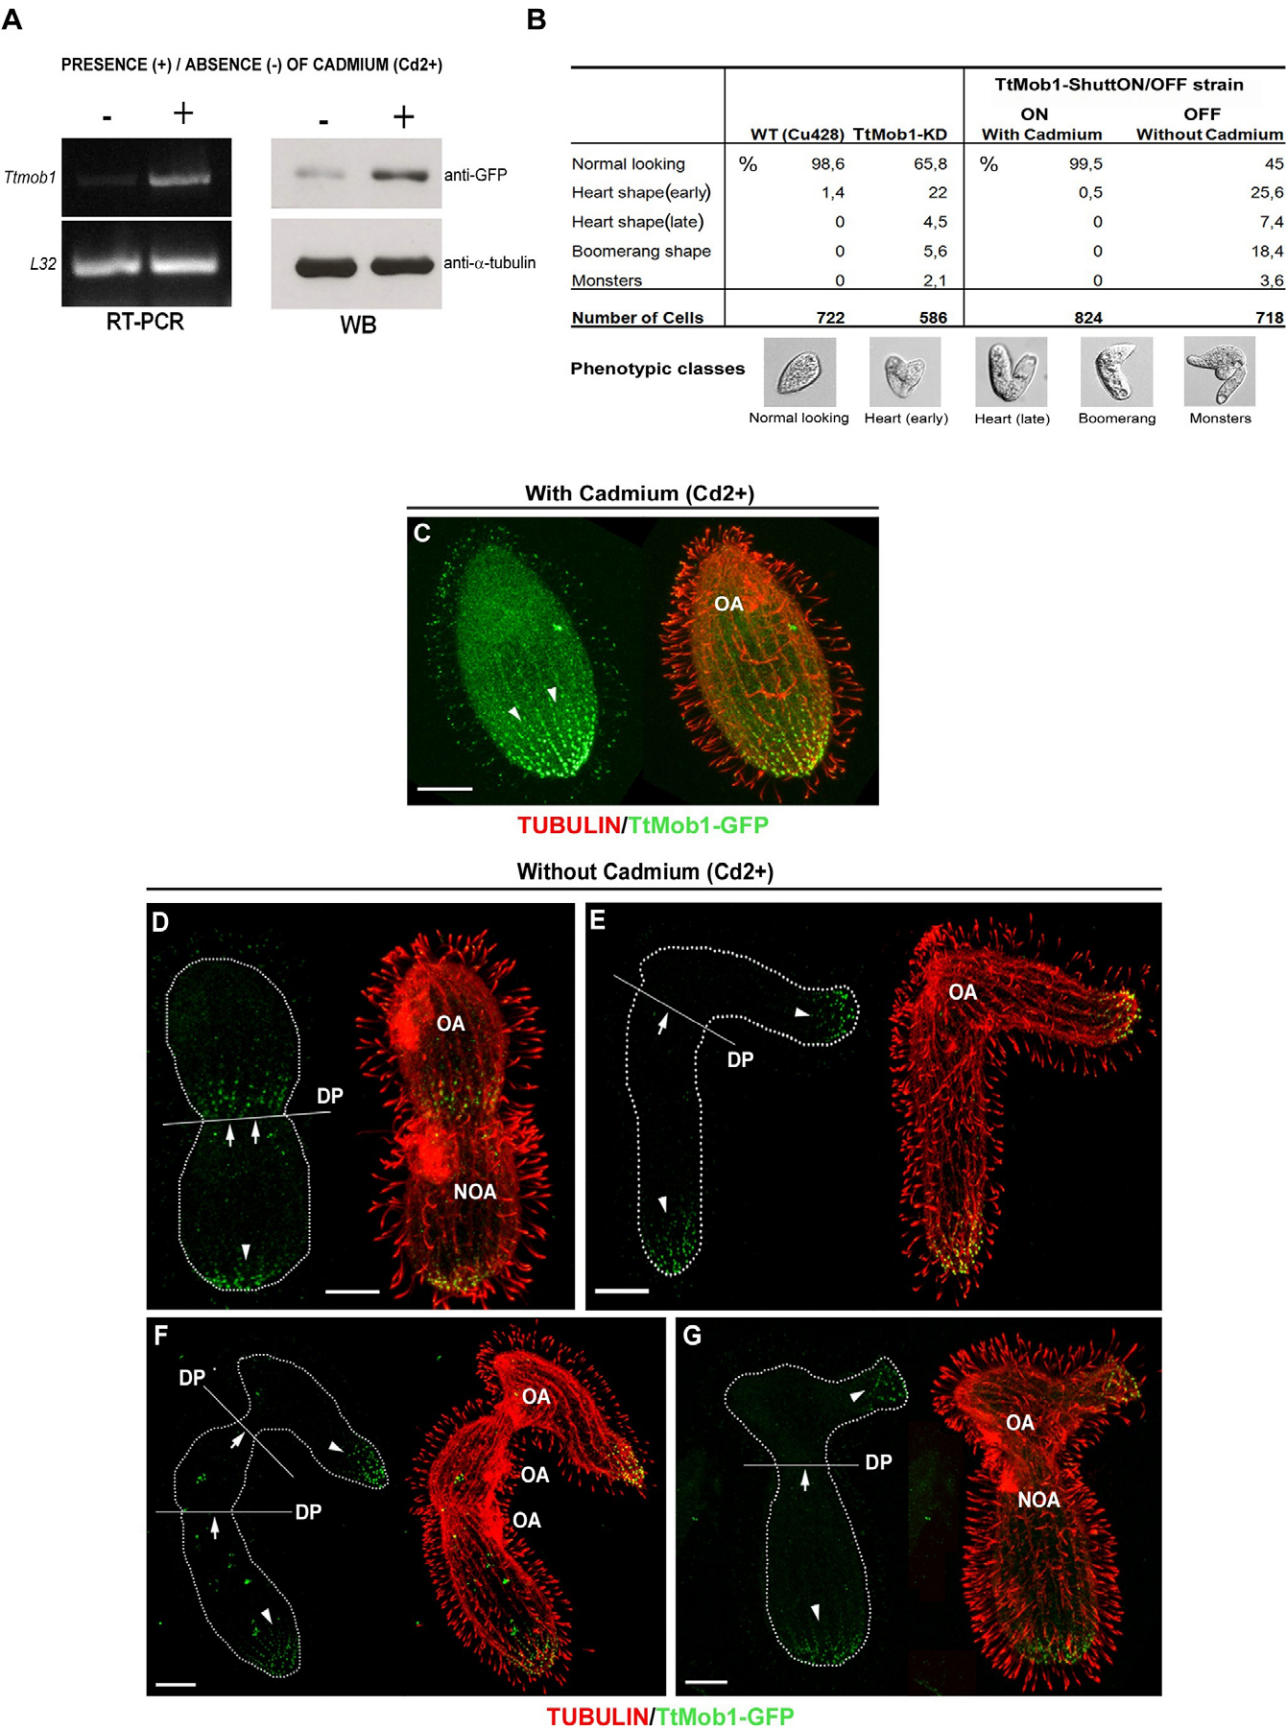 A
PRESENCE (+) / ABSENCE (-) OF CADMIUM (Cd2+)
- +
- +
Ttmob1
anti-GFP
L32
anti-α-tubulin
RT-PCR
WB
B
TtMob1-ShuttON/OFF strain
ON OFF
WT (Cu428) TtMob1-KD With Cadmium Without Cadmium
Normal looking % 98,6 65,8 % 99,5 45
Heart shape(early) 1,4 22 0,5 25,6
Heart shape(late) 0 4,5 0 7,4
Boomerang shape 0 5,6 0 18,4
Monsters 0 2,1 0 3,6
Number of Cells 722 586 824 718
Phenotypic classes
Normal looking Heart (early) Heart (late) Boomerang Monsters
With Cadmium (Cd2+)
C
OA
TUBULIN/TtMob1-GFP
Without Cadmium (Cd2+)
D
OA
DP
NOA
E
OA
DP
F
DP
OA
OA
DP
OA
G
OA
DP
NOA
TUBULIN/TtMob1-GFP